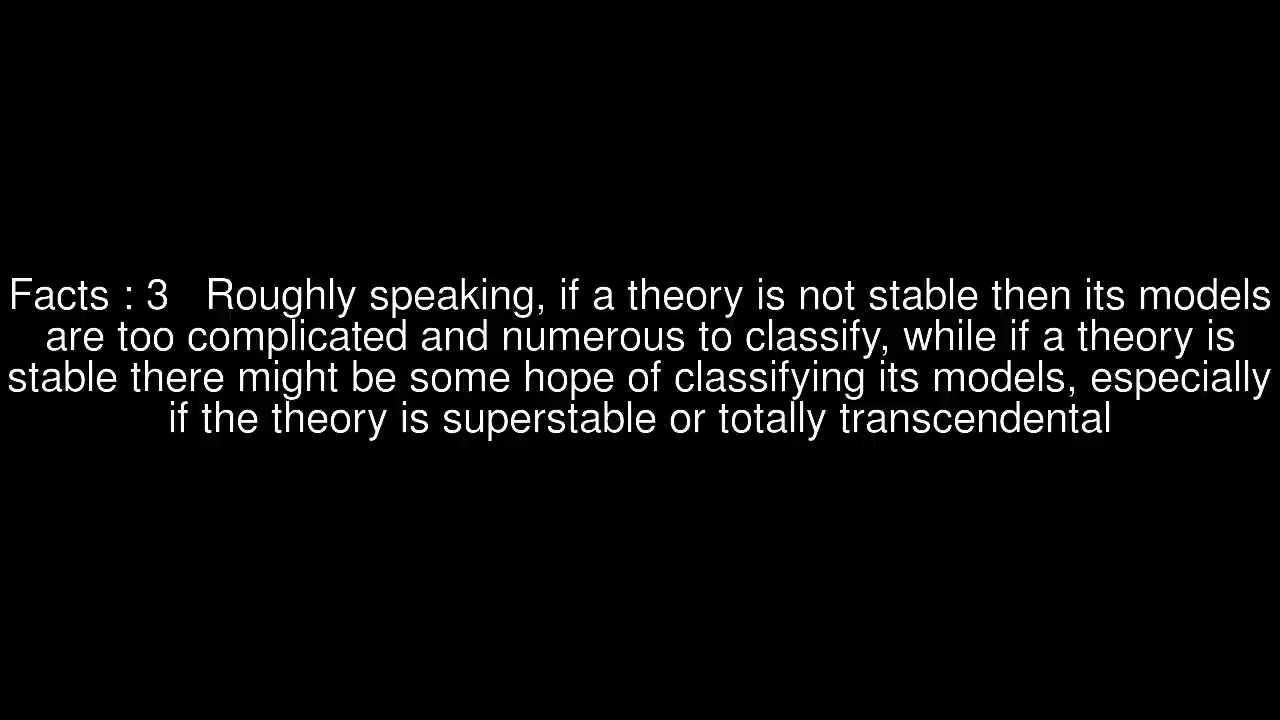 Facts : 3   Roughly speaking, if a theory is not stable then its models
are too complicated and numerous to classify, while if a theory is
stable there might be some hope of classifying its models, especially
if the theory is superstable or totally transcendental